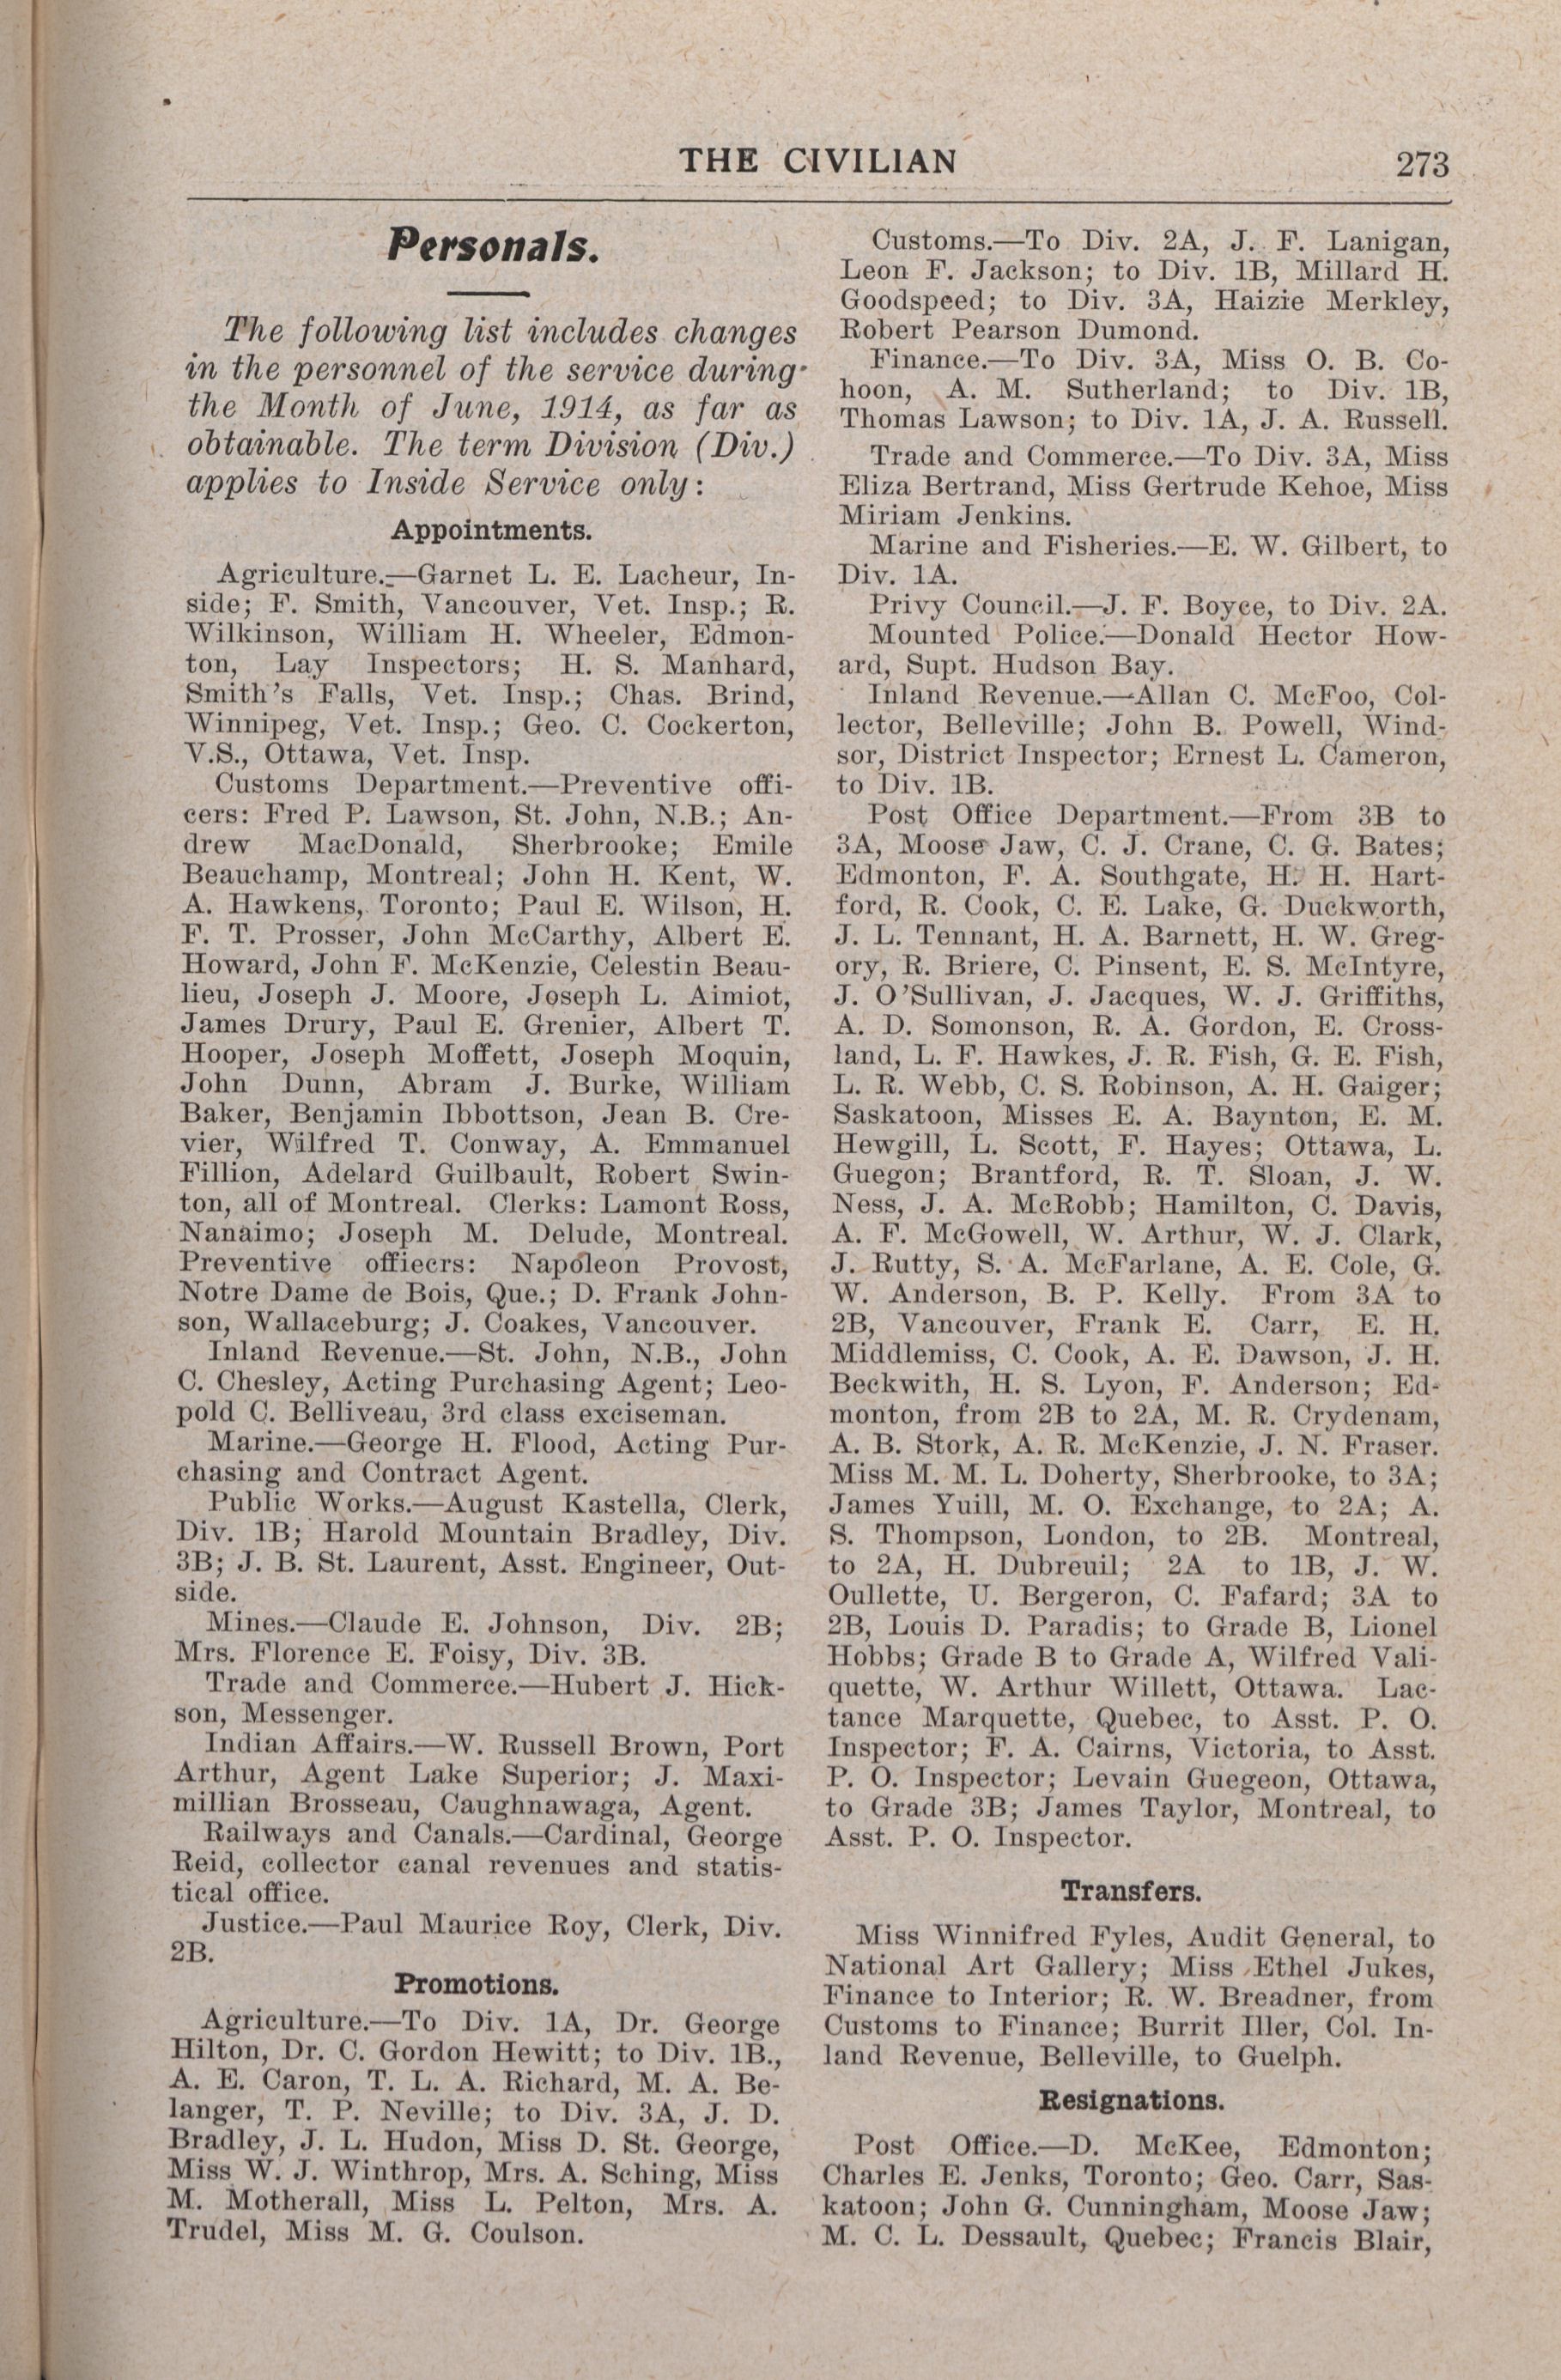 THE CIVILIAN
273
Personals.
The following list includes changes
in the personnel of the service during
the Month of June, 1914, as far as
obtainable. The term Division (Div.)
applies to Inside Service only:
Appointments.
Agriculture.—Garnet L. E. Lacheur, In-
side; F. Smith, Vancouver, Vet. Insp.; R.
Wilkinson, William H. Wheeler, Edmon-
ton, Lay Inspectors; H. S. Manhard,
Smith's Falls, Vet. Insp.; Chas. Brind,
Winnipeg, Vet. Insp.; Geo. C. Cockerton,
V.S., Ottawa, Vet. Insp.
Customs Department.—Preventive offi-
cers: Fred P. Lawson, St. John, N.B.; An-
drew MacDonald, Sherbrooke; Emile
Beauchamp, Montreal; John H. Kent, W.
A. Hawkens, Toronto; Paul E. Wilson, H.
F. T. Prosser, John McCarthy, Albert E.
Howard, John F. McKenzie, Celestin Beau-
lieu, Joseph J. Moore, Joseph L. Aimiot,
James Drury, Paul E. Grenier, Albert T.
Hooper, Joseph Moffett, Joseph Moquin,
John Dunn, Abram J. Burke, William
Baker, Benjamin Ibbottson, Jean B. Cre-
vier, Wilfred T. Conway, A. Emmanuel
Fillion, Adelard Guilbault, Robert Swin-
ton, all of Montreal. Clerks: Lamont Ross,
Nanaimo; Joseph M. Delude, Montreal.
Preventive offiecrs: Napoleon Provost,
Notre Dame de Bois, Que.; D. Frank John-
son, Wallaceburg; J. Coakes, Vancouver.
Inland Revenue.—St. John, N.B., John
C. Chesley, Acting Purchasing Agent; Leo-
pold C. Belliveau, 3rd class exciseman.
Marine.—George H. Flood, Acting Pur-
chasing and Contract Agent.
Public Works.—August Kastella, Clerk,
Div. 1B; Harold Mountain Bradley, Div.
3B; J. B. St. Laurent, Asst. Engineer, Out-
side.
Mines.—Claude E. Johnson, Div. 2B;
Mrs. Florence E. Foisy, Div. 3B.
Trade and Commerce.—Hubert J. Hick-
son, Messenger.
Indian Affairs.—W. Russell Brown, Port
Arthur, Agent Lake Superior; J. Maxi-
millian Brosseau, Caughnawaga, Agent.
Railways and Canals.—Cardinal, George
Reid, collector canal revenues and statis-
tical office.
Justice.—Paul Maurice Roy, Clerk, Div.
2B.
Promotions.
Agriculture.—To Div. 1A, Dr. George
Hilton, Dr. C. Gordon Hewitt; to Div. 1B.,
A. E. Caron, T. L. A. Richard, M. A. Be-
langer, T. P. Neville; to Div. 3A, J. D.
Bradley, J. L. Hudon, Miss D. St. George,
Miss W. J. Winthrop, Mrs. A. Sching, Miss
M. Motherall, Miss L. Pelton, Mrs. A.
Trudel, Miss M. G. Coulson.
Customs.—To Div. 2A, J. F. Lanigan,
Leon F. Jackson; to Div. 1B, Millard H.
Goodspeed; to Div. 3A, Haizie Merkley,
Robert Pearson Dumond.
Finance.—To Div. 3A, Miss O. B. Co-
hoon, A. M. Sutherland; to Div. 1B,
Thomas Lawson; to Div. 1A, J. A. Russell.
Trade and Commerce.—To Div. 3A, Miss
Eliza Bertrand, Miss Gertrude Kehoe, Miss
Miriam Jenkins.
Marine and Fisheries.—E. W. Gilbert, to
Div. 1A.
Privy Council.—J. F. Boyce, to Div. 2A.
Mounted Police.—Donald Hector How-
ard, Supt. Hudson Bay.
Inland Revenue.—Allan C. McFoo, Col-
lector, Belleville; John B. Powell, Wind-
sor, District Inspector; Ernest L. Cameron,
to Div. 1B.
Post Office Department.—From 3B to
3A, Moose Jaw, C. J. Crane, C. G. Bates;
Edmonton, F. A. Southgate, H. H. Hart-
ford, R. Cook, C. E. Lake, G. Duckworth,
J. L. Tennant, H. A. Barnett, H. W. Greg-
ory, R. Briere, C. Pinsent, E. S. McIntyre,
J. O'Sullivan, J. Jacques, W. J. Griffiths,
A. D. Somonson, R. A. Gordon, E. Cross-
land, L. F. Hawkes, J. R. Fish, G. E. Fish,
L. R. Webb, C. S. Robinson, A. H. Gaiger;
Saskatoon, Misses E. A. Baynton, E. M.
Hewgill, L. Scott, F. Hayes; Ottawa, L.
Guegon; Brantford, R. T. Sloan, J. W.
Ness, J. A. McRobb; Hamilton, C. Davis,
A. F. McGowell, W. Arthur, W. J. Clark,
J. Rutty, S. A. McFarlane, A. E. Cole, G.
W. Anderson, B. P. Kelly. From 3A to
2B, Vancouver, Frank E. Carr, E. H.
Middlemiss, C. Cook, A. E. Dawson, J. H.
Beckwith, H. S. Lyon, F. Anderson; Ed-
monton, from 2B to 2A, M. R. Crydenam,
A. B. Stork, A. R. McKenzie, J. N. Fraser.
Miss M. M. L. Doherty, Sherbrooke, to 3A;
James Yuill, M. O. Exchange, to 2A; A.
S. Thompson, London, to 2B. Montreal,
to 2A, H. Dubreuil; 2A to 1B, J. W.
Oullette, U. Bergeron, C. Fafard; 3A to
2B, Louis D. Paradis; to Grade B, Lionel
Hobbs; Grade B to Grade A, Wilfred Vali-
quette, W. Arthur Willett, Ottawa. Lac-
tance Marquette, Quebec, to Asst. P. O.
Inspector; F. A. Cairns, Victoria, to Asst.
P. O. Inspector; Levain Guegeon, Ottawa,
to Grade 3B; James Taylor, Montreal, to
Asst. P. O. Inspector.
Transfers.
Miss Winnifred Fyles, Audit General, to
National Art Gallery; Miss Ethel Jukes,
Finance to Interior; R. W. Breadner, from
Customs to Finance; Burrit Iller, Col. In-
land Revenue, Belleville, to Guelph.
Resignations.
Post Office.—D. McKee, Edmonton;
Charles E. Jenks, Toronto; Geo. Carr, Sas-
katoon; John G. Cunningham, Moose Jaw;
M. C. L. Dessault, Quebec; Francis Blair,